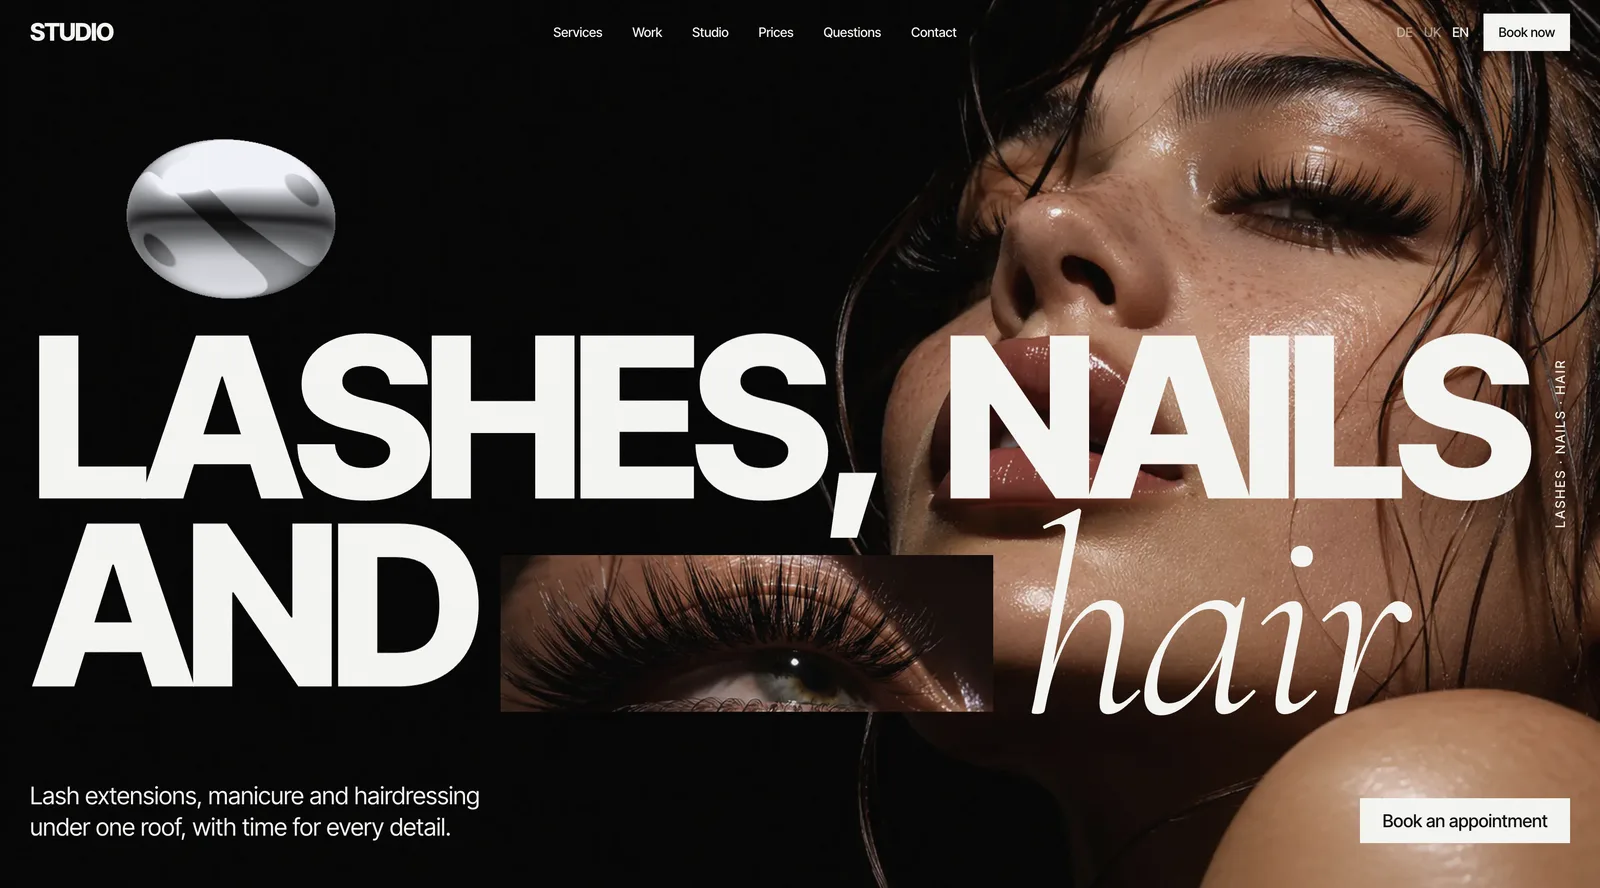 STUDIO
Services Work Studio Prices Questions Contact
DE UK EN
Book now
LASHES, NAILS
AND hair
LASHES · NAILS · HAIR
Lash extensions, manicure and hairdressing
under one roof, with time for every detail.
Book an appointment